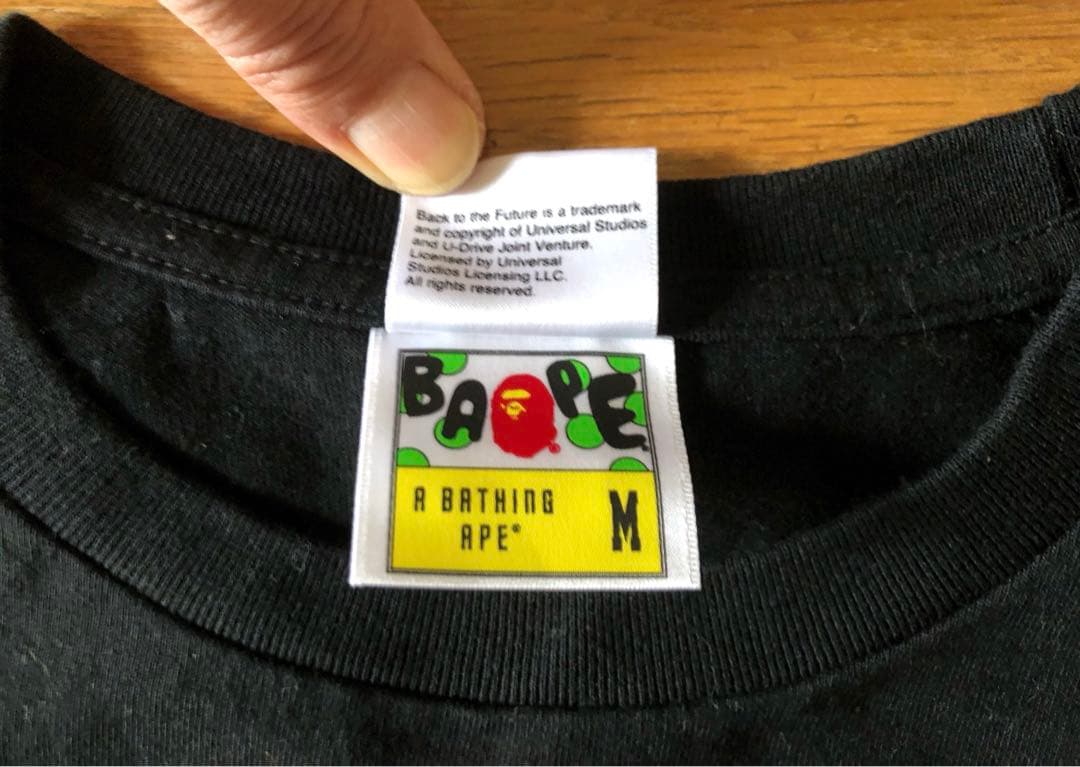 Back to the Future is a trademark
and copyright of Universal Studios
and U-Drive Joint Venture.
Licensed by Universal
Studios Licensing LLC.
All rights reserved.
BAPE
A BATHING
APE®
M